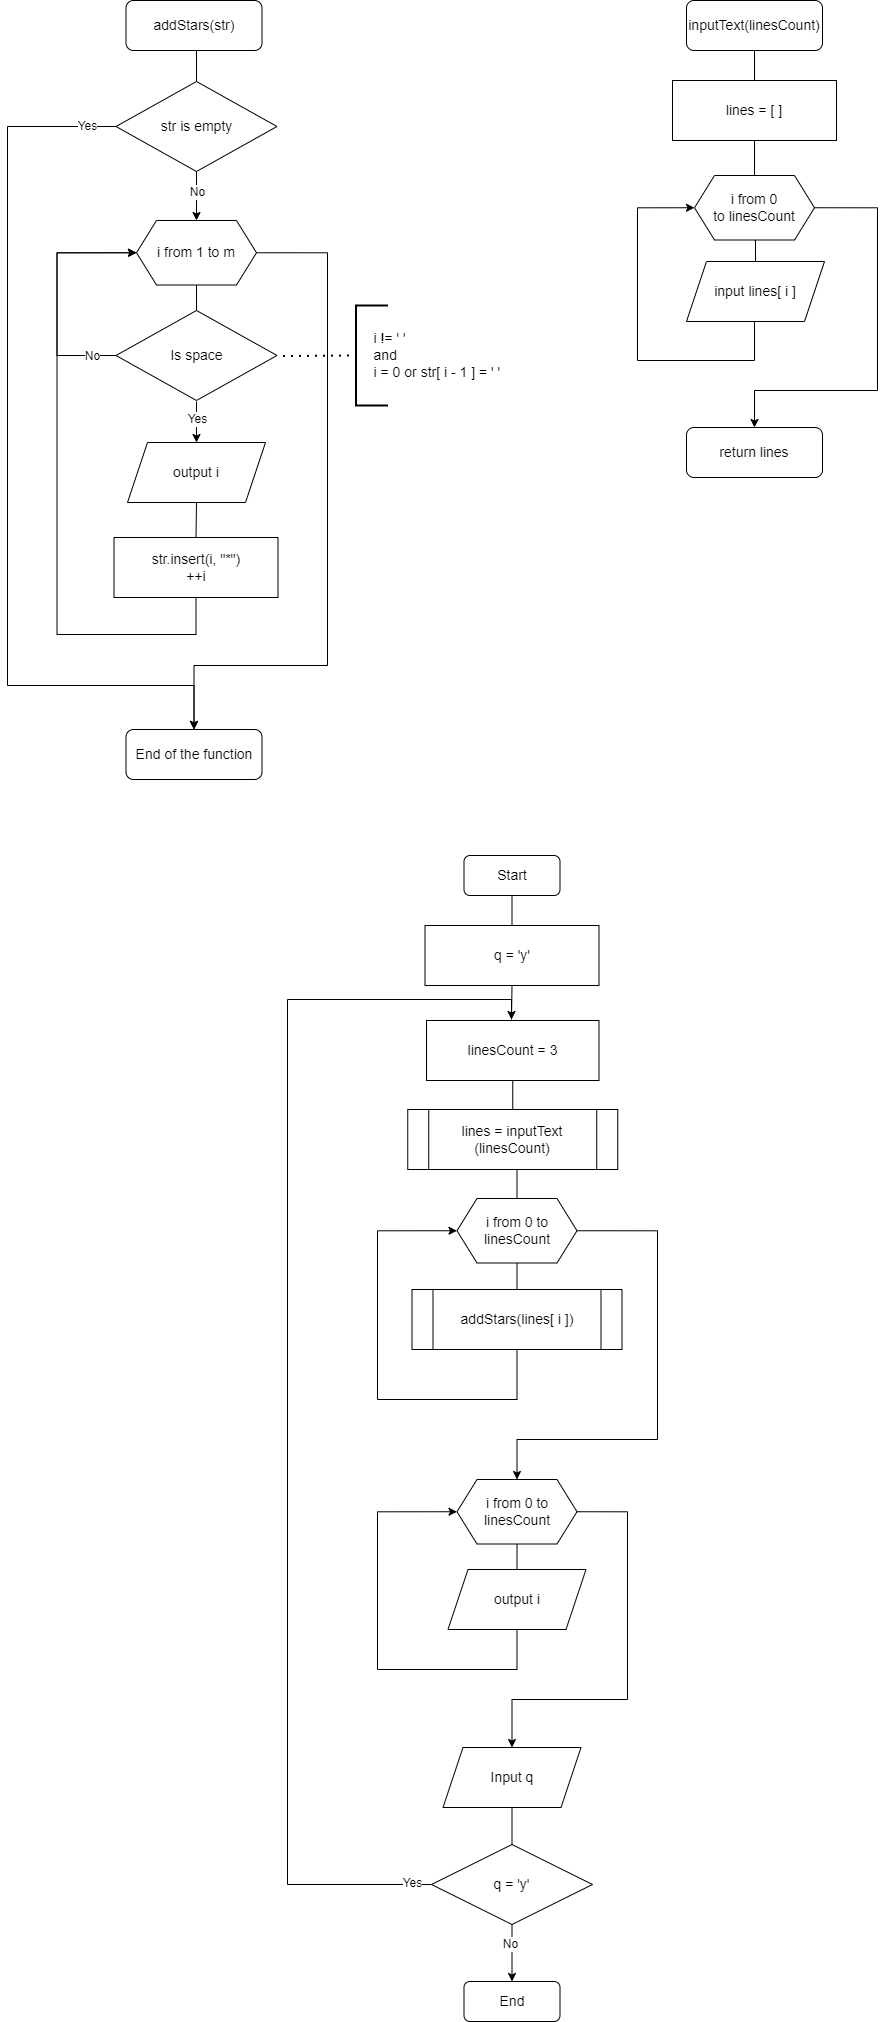 addStars(str)
str is empty
Yes
No
i from 1 to m
Is space
No
i != ' '
and
i = 0 or str[ i - 1 ] = ' '
Yes
output i
str.insert(i, "*")
++i
End of the function
inputText(linesCount)
lines = [ ]
i from 0
to linesCount
input lines[ i ]
return lines
Start
q = 'y'
linesCount = 3
lines = inputText
(linesCount)
i from 0 to
linesCount
addStars(lines[ i ])
i from 0 to
linesCount
output i
Input q
q = 'y'
Yes
No
End